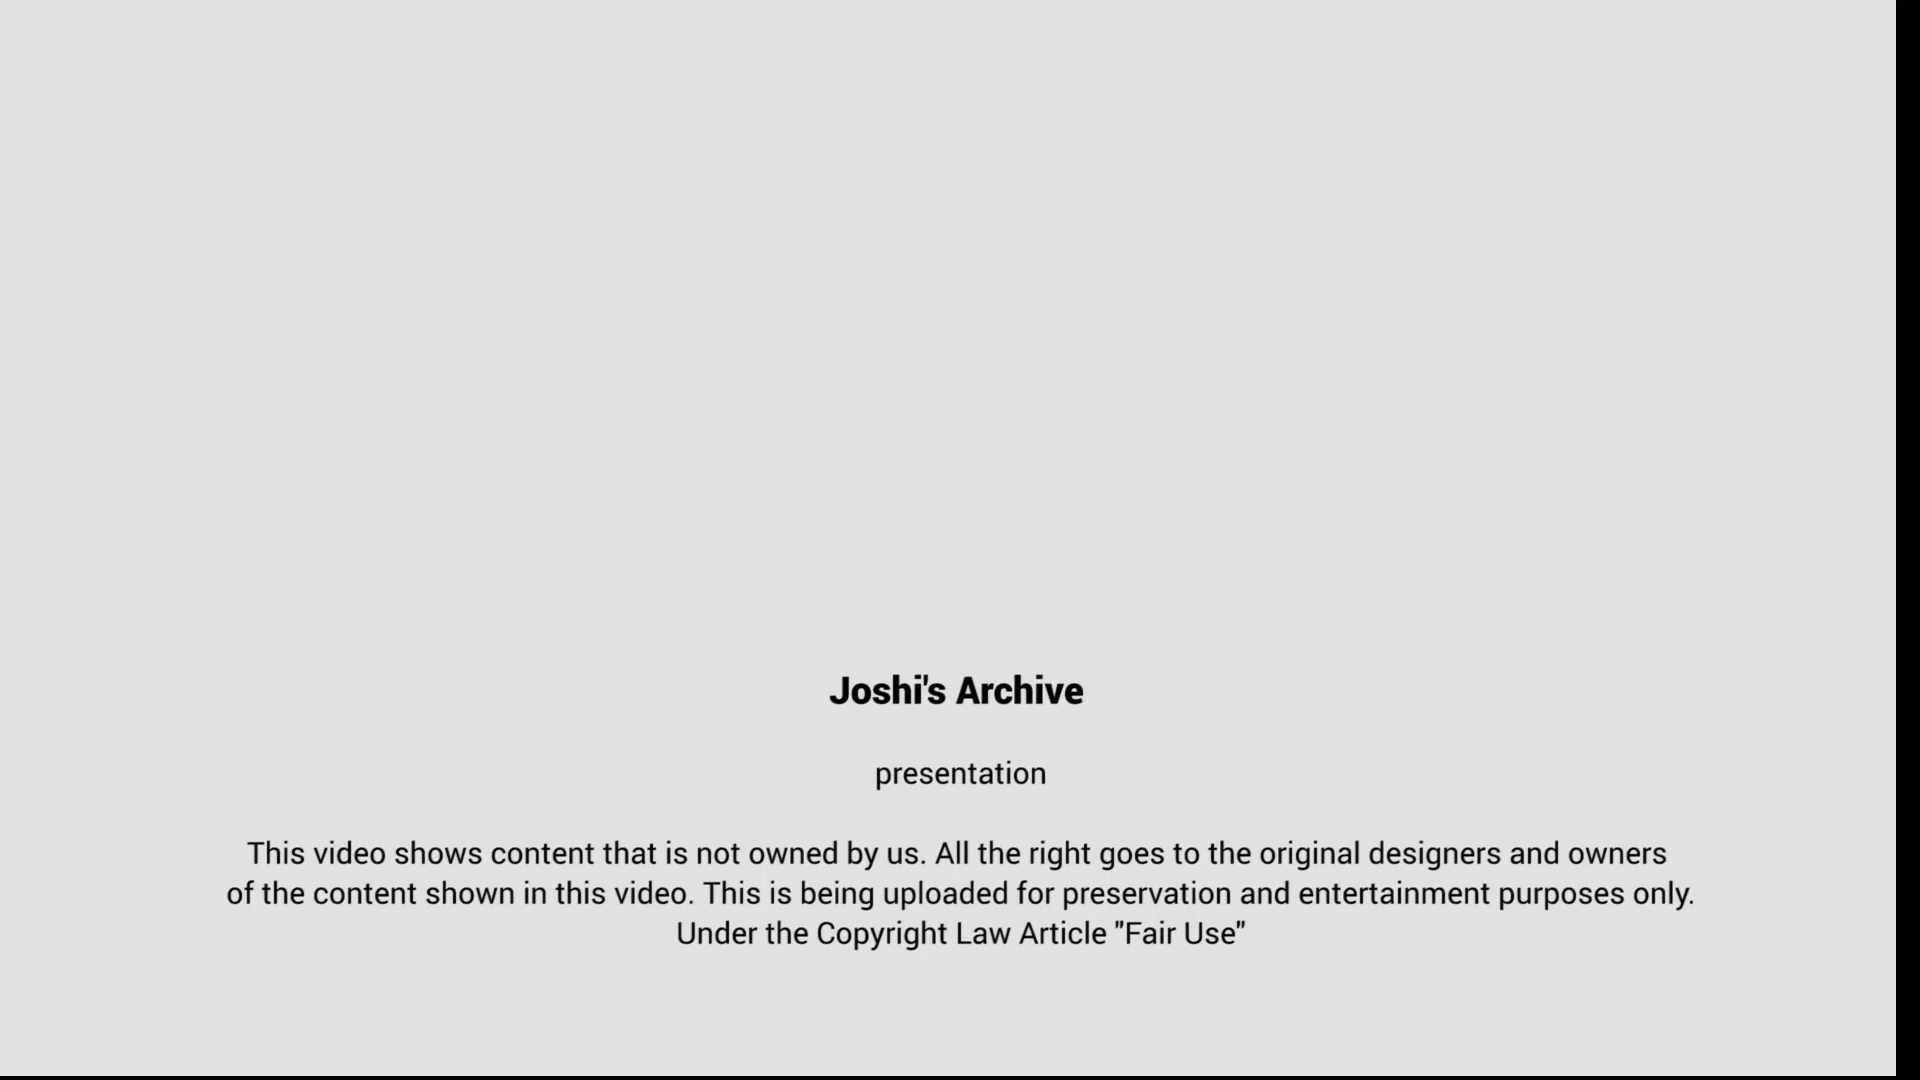 Joshi's Archive
presentation
This video shows content that is not owned by us. All the right goes to the original designers and owners
of the content shown in this video. This is being uploaded for preservation and entertainment purposes only.
Under the Copyright Law Article "Fair Use"